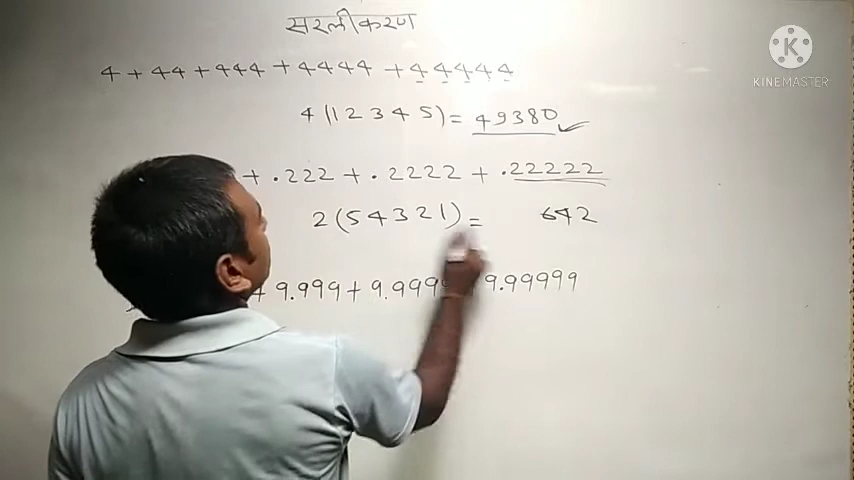 सरलीकरण
KINEMASTER
4 + 44 + 444 + 4444 + 44444
4(12345) = 49380
+ .222 + .2222 + .22222
2(54321) = 642
+ 9.999 + 9.9999 + 9.99999